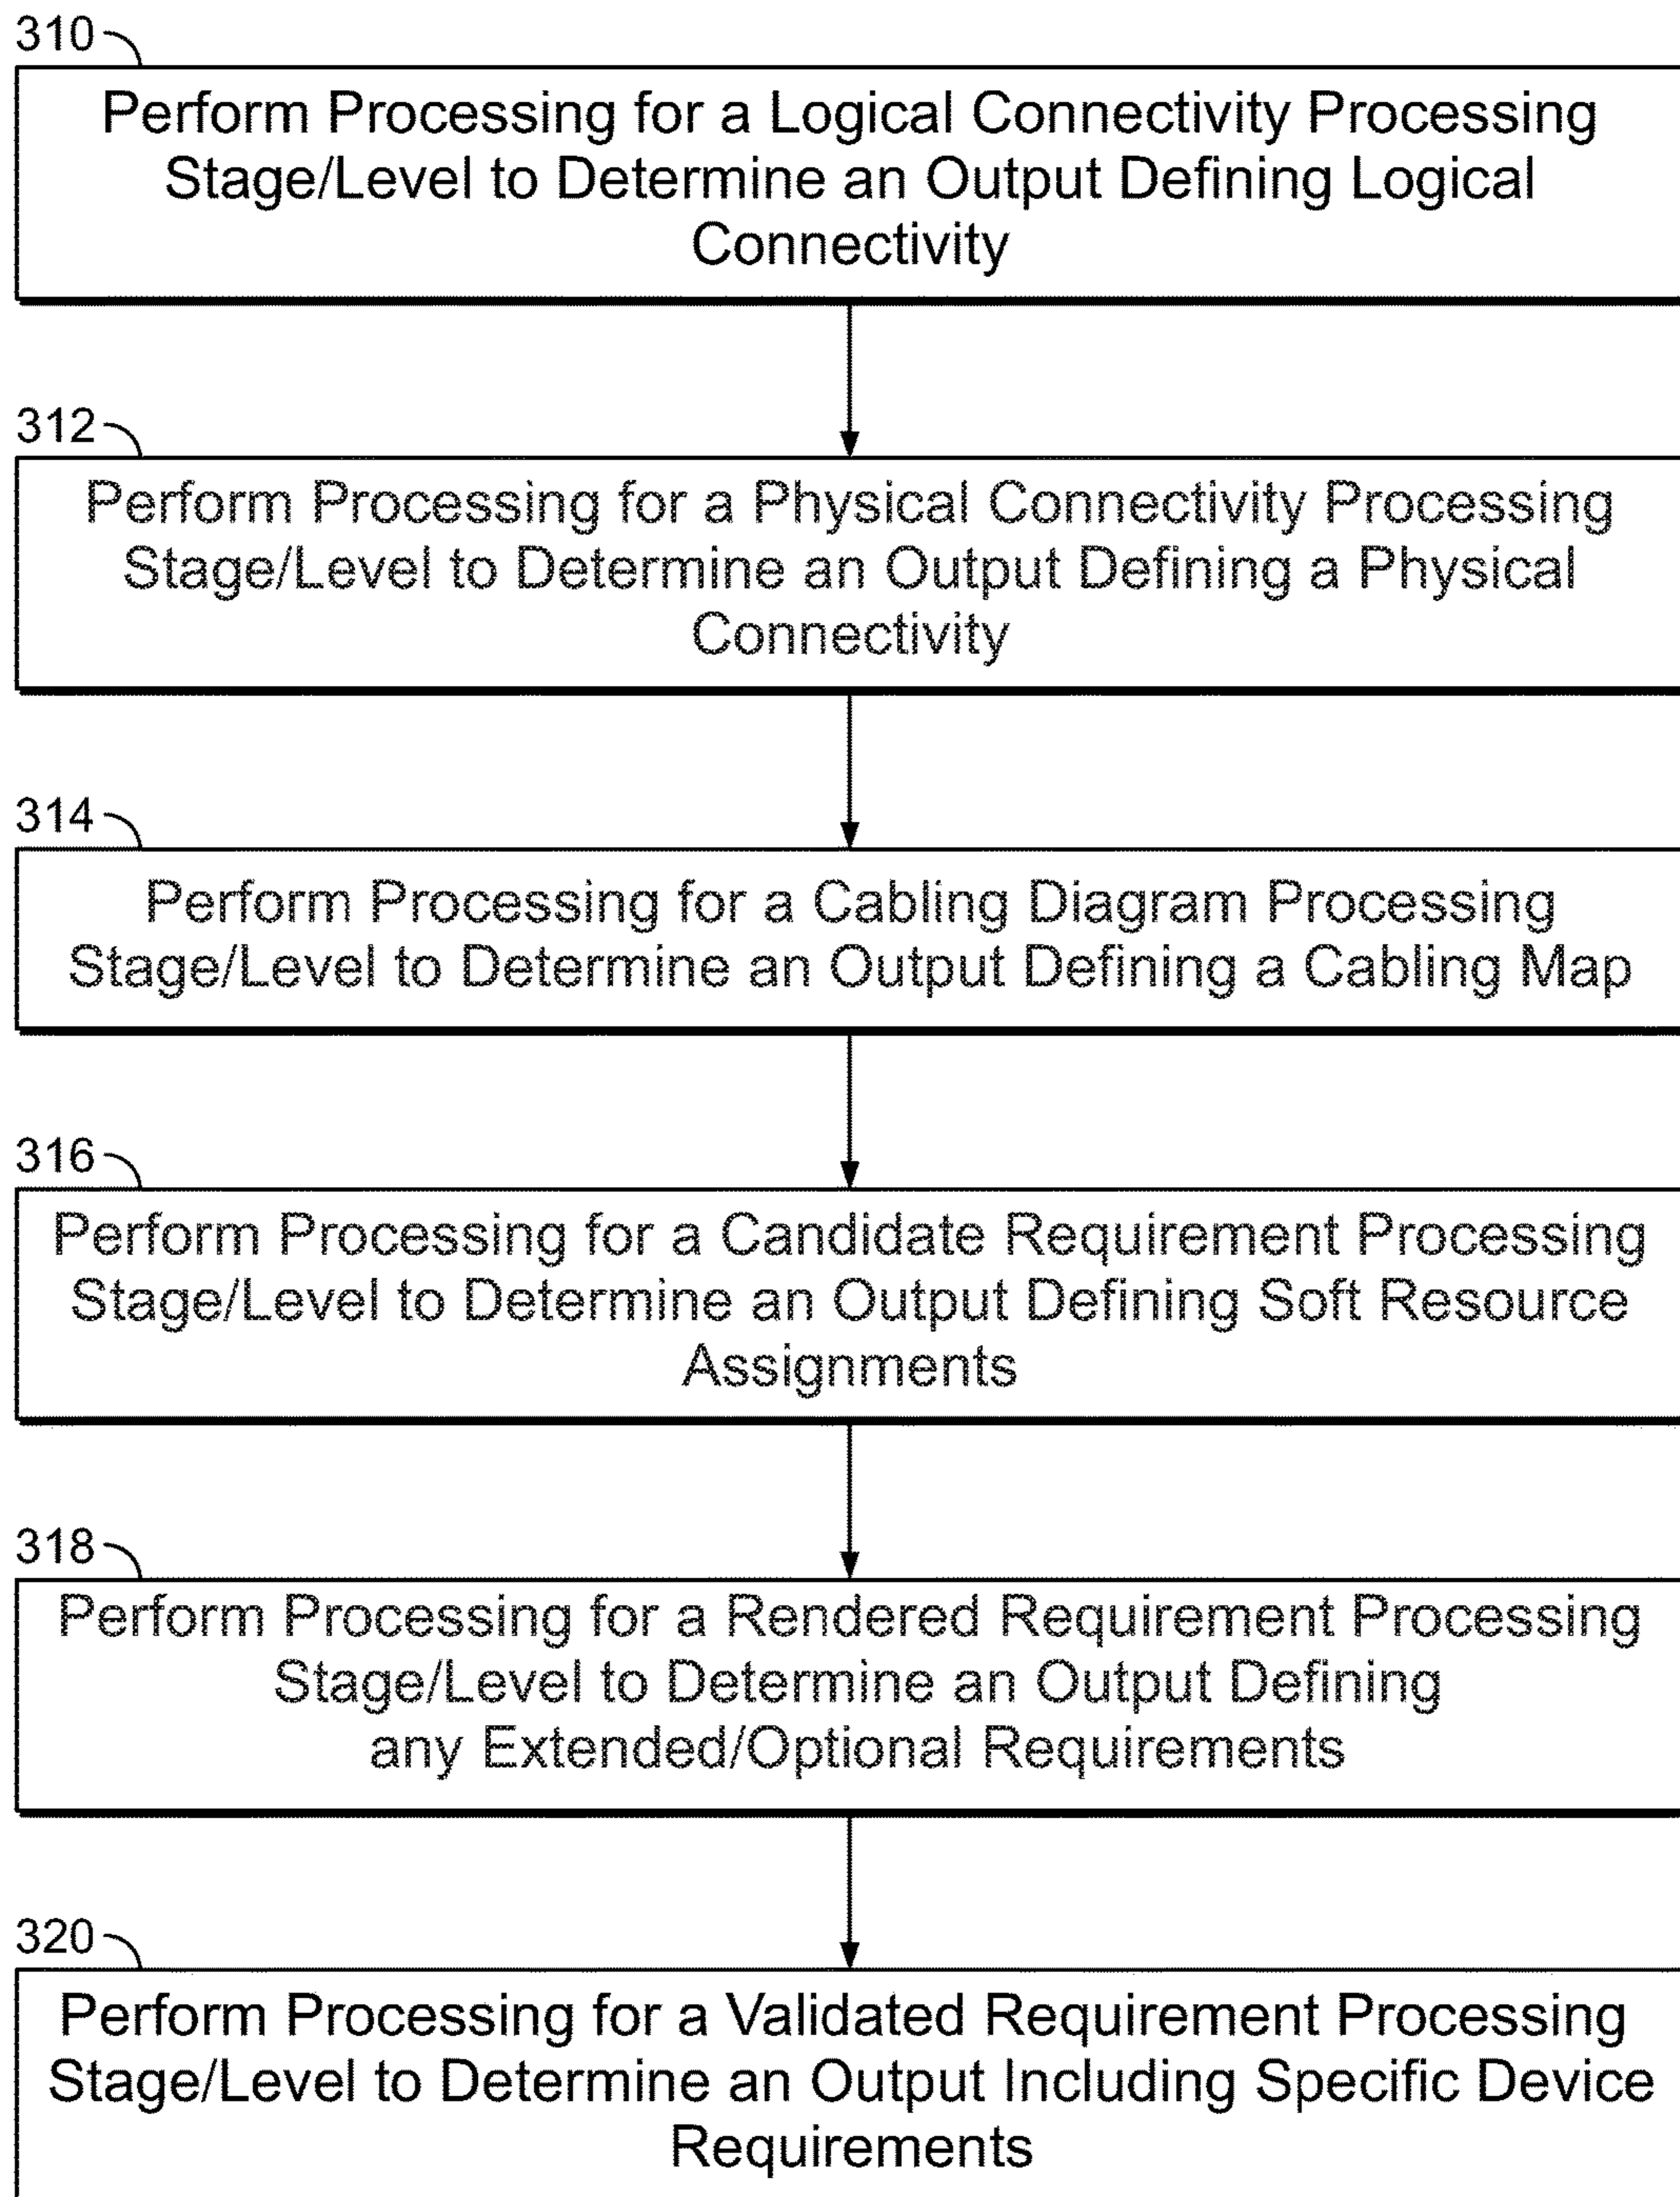 310
Perform Processing for a Logical Connectivity Processing
Stage/Level to Determine an Output Defining Logical
Connectivity
312
Perform Processing for a Physical Connectivity Processing
Stage/Level to Determine an Output Defining a Physical
Connectivity
314
Perform Processing for a Cabling Diagram Processing
Stage/Level to Determine an Output Defining a Cabling Map
316
Perform Processing for a Candidate Requirement Processing
Stage/Level to Determine an Output Defining Soft Resource
Assignments
318
Perform Processing for a Rendered Requirement Processing
Stage/Level to Determine an Output Defining
any Extended/Optional Requirements
320
Perform Processing for a Validated Requirement Processing
Stage/Level to Determine an Output Including Specific Device
Requirements